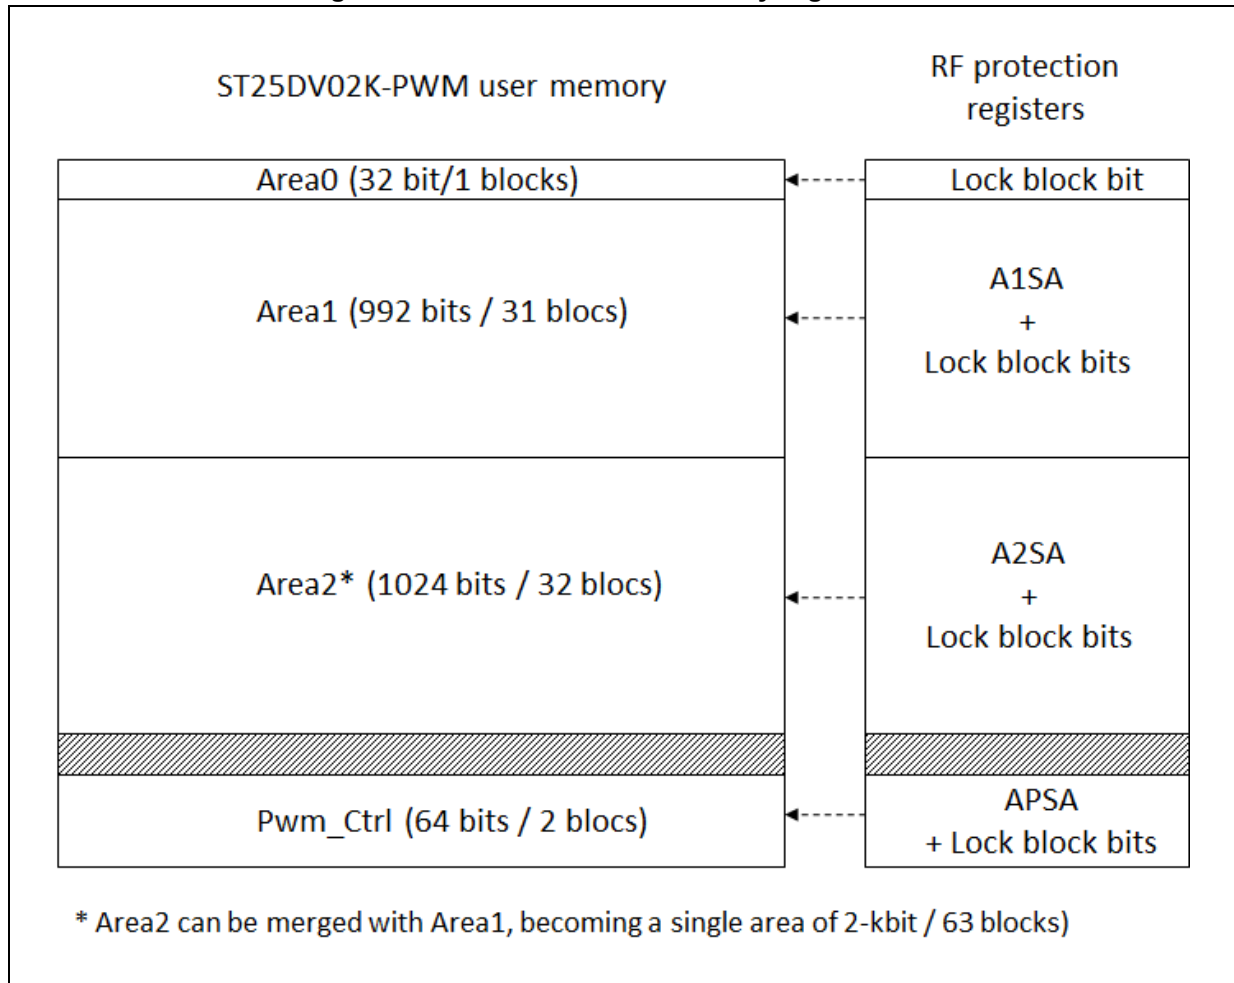 ST25DV02K-PWM user memory
RF protection
registers
Area0 (32 bit/1 blocks)
Lock block bit
Area1 (992 bits / 31 blocs)
A1SA
+
Lock block bits
Area2* (1024 bits / 32 blocs)
A2SA
+
Lock block bits
Pwm_Ctrl (64 bits / 2 blocs)
APSA
+ Lock block bits
* Area2 can be merged with Area1, becoming a single area of 2-kbit / 63 blocks)